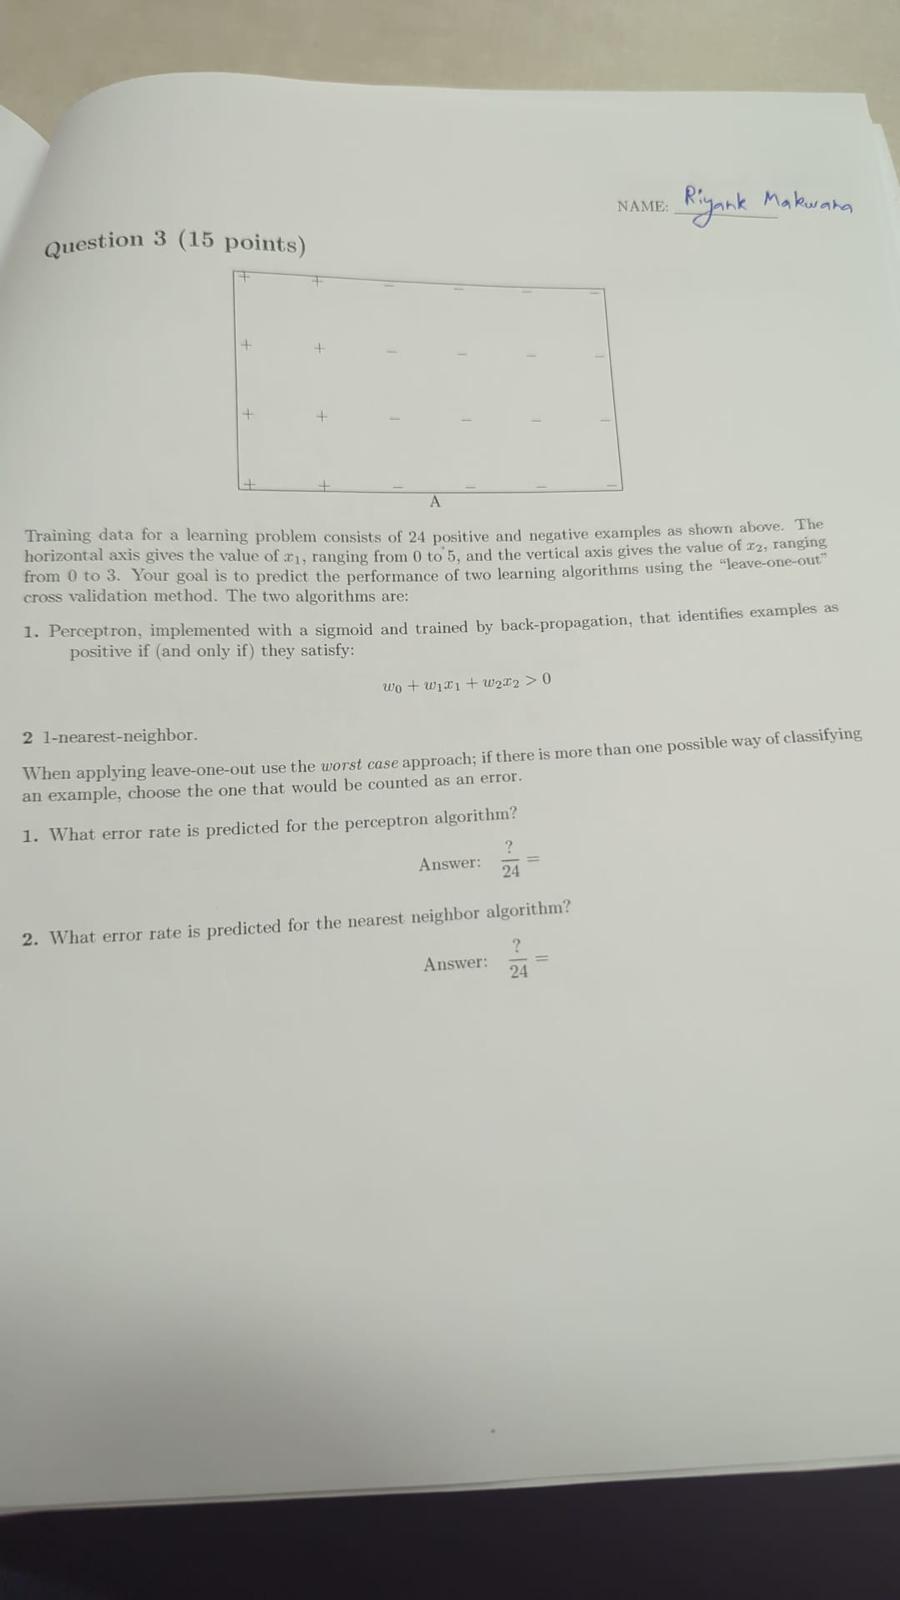 NAME: Riyank Makwana
Question 3 (15 points)
+ + − − − −
+ + − − − −
+ + − − − −
+ + − − − −
A
Training data for a learning problem consists of 24 positive and negative examples as shown above. The
horizontal axis gives the value of x₁, ranging from 0 to 5, and the vertical axis gives the value of x₂, ranging
from 0 to 3. Your goal is to predict the performance of two learning algorithms using the “leave-one-out”
cross validation method. The two algorithms are:
1. Perceptron, implemented with a sigmoid and trained by back-propagation, that identifies examples as
positive if (and only if) they satisfy:
w₀ + w₁x₁ + w₂x₂ > 0
2 1-nearest-neighbor.
When applying leave-one-out use the worst case approach; if there is more than one possible way of classifying
an example, choose the one that would be counted as an error.
1. What error rate is predicted for the perceptron algorithm?
Answer: ?/24 =
2. What error rate is predicted for the nearest neighbor algorithm?
Answer: ?/24 =